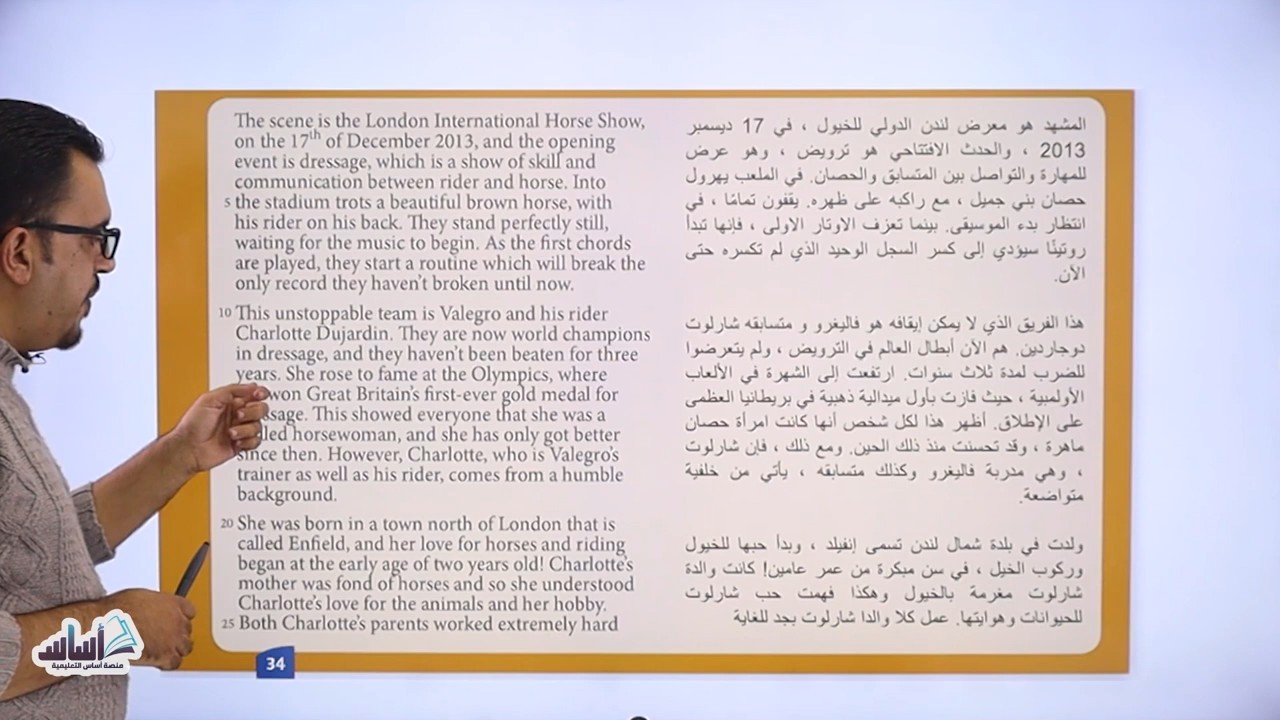 The scene is the London International Horse Show,
on the 17th of December 2013, and the opening
event is dressage, which is a show of skill and
communication between rider and horse. Into
5 the stadium trots a beautiful brown horse, with
his rider on his back. They stand perfectly still,
waiting for the music to begin. As the first chords
are played, they start a routine which will break the
only record they haven't broken until now.
10 This unstoppable team is Valegro and his rider
Charlotte Dujardin. They are now world champions
in dressage, and they haven't been beaten for three
years. She rose to fame at the Olympics, where
won Great Britain's first-ever gold medal for
This showed everyone that she was a
horsewoman, and she has only got better
since then. However, Charlotte, who is Valegro's
trainer as well as his rider, comes from a humble
background.
20 She was born in a town north of London that is
called Enfield, and her love for horses and riding
began at the early age of two years old! Charlotte's
mother was fond of horses and so she understood
Charlotte's love for the animals and her hobby.
25 Both Charlotte's parents worked extremely hard
المشهد هو معرض لندن الدولي للخيول ، في 17 ديسمبر
2013 ، والحدث الافتتاحي هو ترويض ، وهو عرض
للمهارة والتواصل بين المتسابق والحصان. في الملعب يهرول
حصان بني جميل ، مع راكبه على ظهره. يقفون تمامًا ، في
انتظار بدء الموسيقى. بينما تعزف الاوتار الاولى ، فإنها تبدأ
روتينًا سيؤدي إلى كسر السجل الوحيد الذي لم تكسره حتى
الآن.
هذا الفريق الذي لا يمكن إيقافه هو فاليغرو و متسابقه شارلوت
دوجاردين. هم الآن أبطال العالم في الترويض ، ولم يتعرضوا
للضرب لمدة ثلاث سنوات. ارتفعت إلى الشهرة في الألعاب
الأولمبية ، حيث فازت بأول ميدالية ذهبية في بريطانيا العظمى
على الإطلاق. أظهر هذا لكل شخص أنها كانت امرأة حصان
ماهرة ، وقد تحسنت منذ ذلك الحين. ومع ذلك ، فإن شارلوت
، وهي مدربة فاليغرو وكذلك متسابقه ، يأتي من خلفية
متواضعة.
ولدت في بلدة شمال لندن تسمى إنفيلد ، وبدأ حبها للخيول
وركوب الخيل ، في سن مبكرة من عمر عامين! كانت والدة
شارلوت مغرمة بالخيول وهكذا فهمت حب شارلوت
للحيوانات وهوايتها. عمل كلا والدا شارلوت بجد للغاية
34
أساس
منصة أساس التعليمية